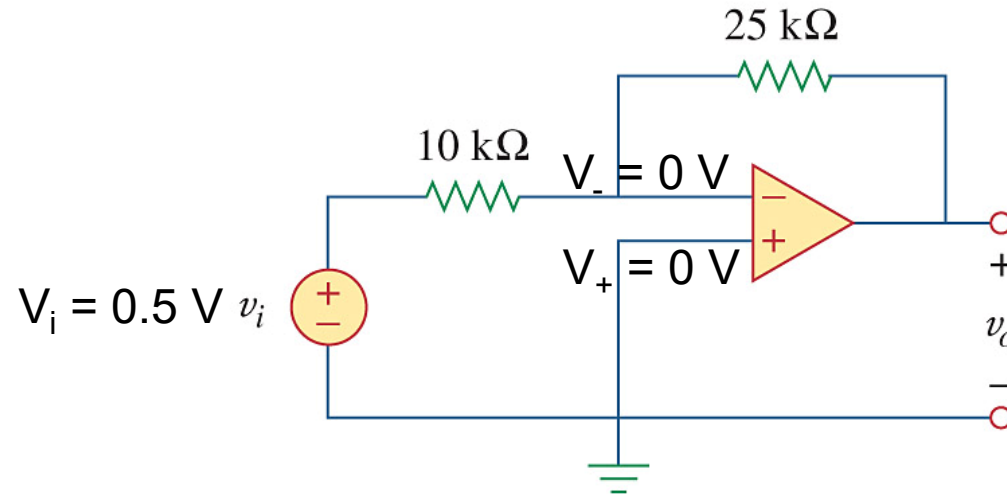 25 kΩ
10 kΩ
V₋ = 0 V
−
+
V₊ = 0 V
Vᵢ = 0.5 V vᵢ
+
−
+
−